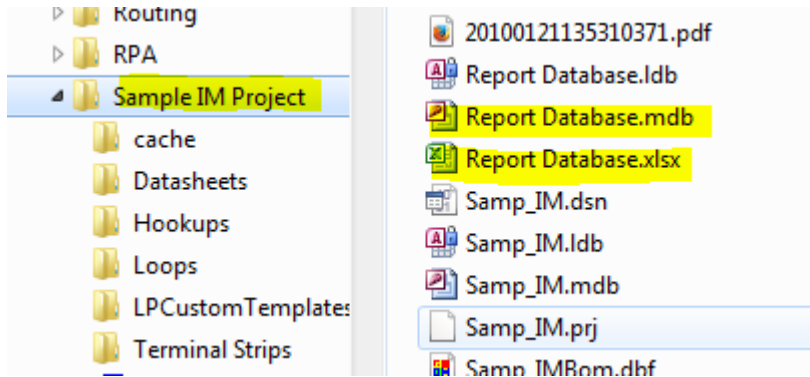 Routing
RPA
Sample IM Project
cache
Datasheets
Hookups
Loops
LPCustomTemplates
Terminal Strips
20100121135310371.pdf
Report Database.ldb
Report Database.mdb
Report Database.xlsx
Samp_IM.dsn
Samp_IM.ldb
Samp_IM.mdb
Samp_IM.prj
Samp_IMBom.dbf